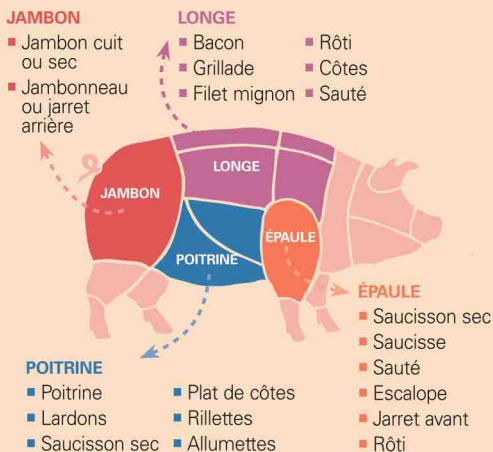 JAMBON
Jambon cuit
ou sec
Jambonneau
ou jarret
arrière
LONGE
Bacon
Grillade
Filet mignon
Rôti
Côtes
Sauté
JAMBON
LONGE
POITRINE
ÉPAULE
ÉPAULE
Saucisson sec
Saucisse
Sauté
Escalope
Jarret avant
Rôti
POITRINE
Poitrine
Lardons
Saucisson sec
Plat de côtes
Rillettes
Allumettes